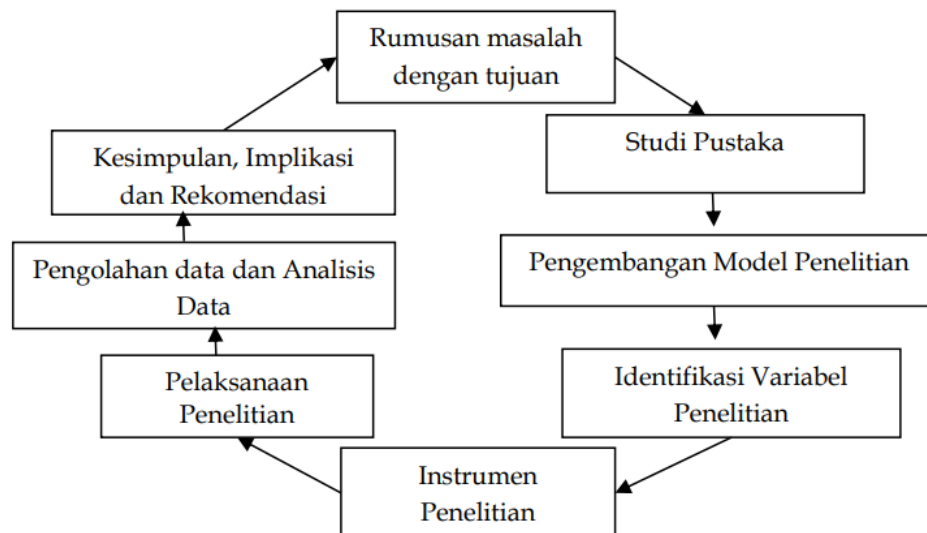 Rumusan masalah
dengan tujuan
Studi Pustaka
Pengembangan Model Penelitian
Identifikasi Variabel
Penelitian
Instrumen
Penelitian
Pelaksanaan
Penelitian
Pengolahan data dan Analisis
Data
Kesimpulan, Implikasi
dan Rekomendasi